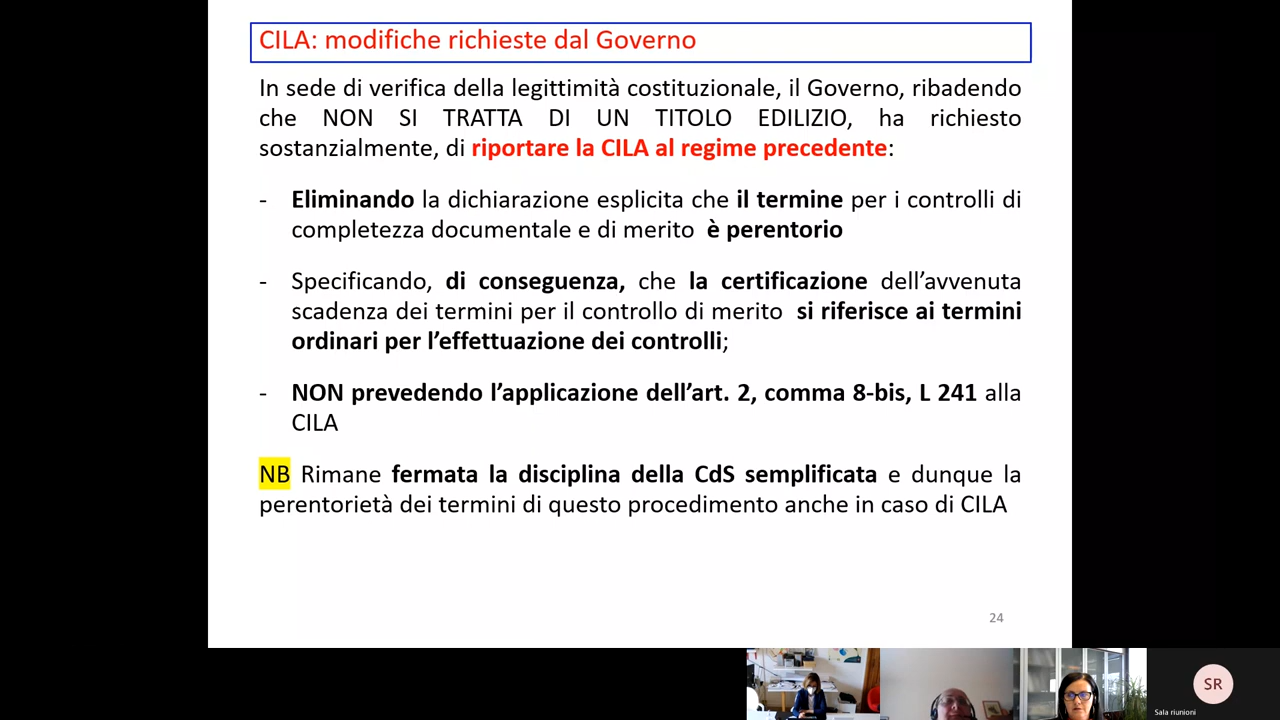 CILA: modifiche richieste dal Governo
In sede di verifica della legittimità costituzionale, il Governo, ribadendo
che NON SI TRATTA DI UN TITOLO EDILIZIO, ha richiesto
sostanzialmente, di riportare la CILA al regime precedente:
- Eliminando la dichiarazione esplicita che il termine per i controlli di
completezza documentale e di merito è perentorio
- Specificando, di conseguenza, che la certificazione dell’avvenuta
scadenza dei termini per il controllo di merito si riferisce ai termini
ordinari per l’effettuazione dei controlli;
- NON prevedendo l’applicazione dell’art. 2, comma 8-bis, L 241 alla
CILA
NB Rimane fermata la disciplina della CdS semplificata e dunque la
perentorietà dei termini di questo procedimento anche in caso di CILA
24
SR
Sala riunioni